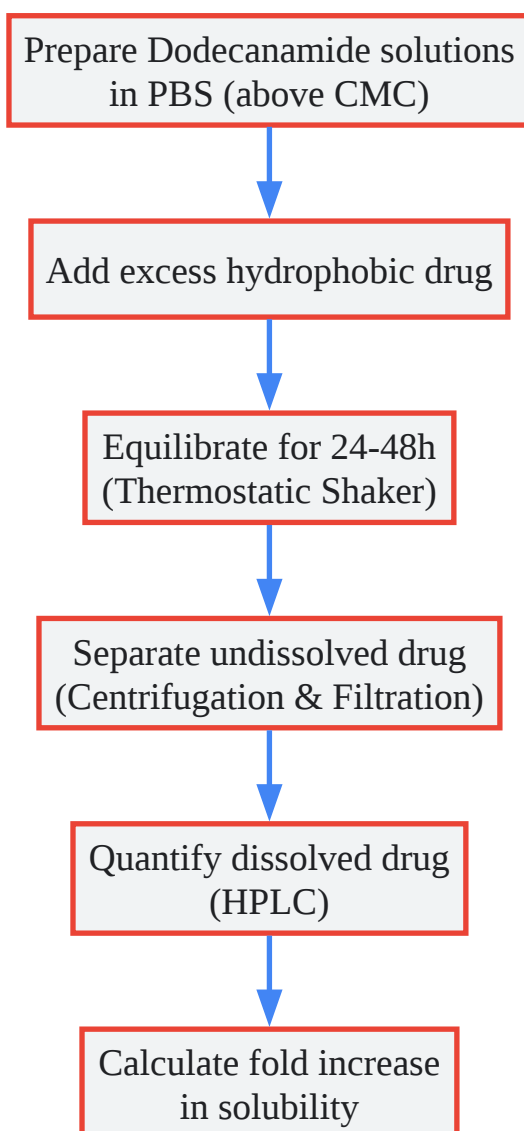 Prepare Dodecanamide solutions
in PBS (above CMC)
Add excess hydrophobic drug
Equilibrate for 24-48h
(Thermostatic Shaker)
Separate undissolved drug
(Centrifugation & Filtration)
Quantify dissolved drug
(HPLC)
Calculate fold increase
in solubility